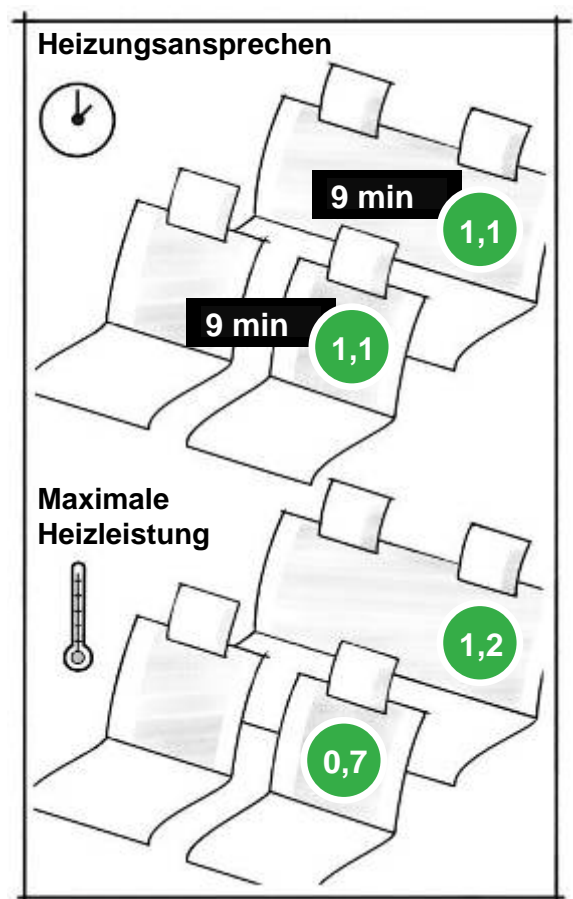 Heizungsansprechen
9 min
1,1
9 min
1,1
Maximale
Heizleistung
1,2
0,7